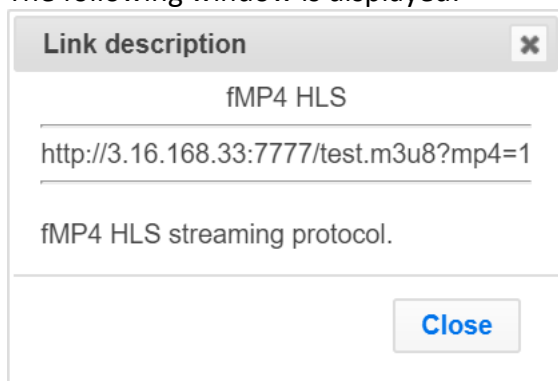 The following window is displayed:
Link description
fMP4 HLS
http://3.16.168.33:7777/test.m3u8?mp4=1
fMP4 HLS streaming protocol.
Close